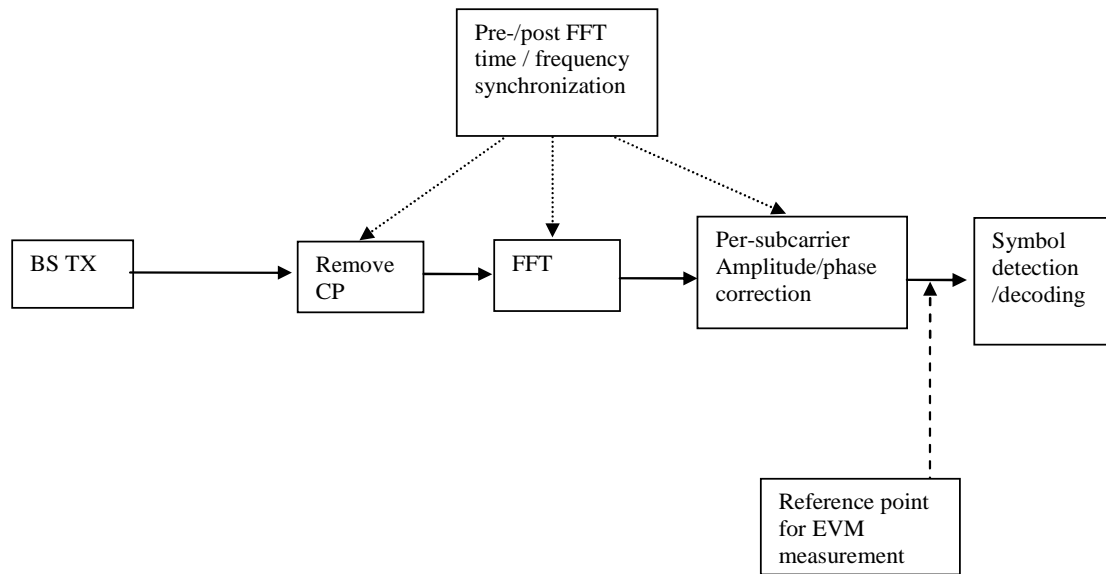 Pre-/post FFT
time / frequency
synchronization
BS TX
Remove
CP
FFT
Per-subcarrier
Amplitude/phase
correction
Symbol
detection
/decoding
Reference point
for EVM
measurement